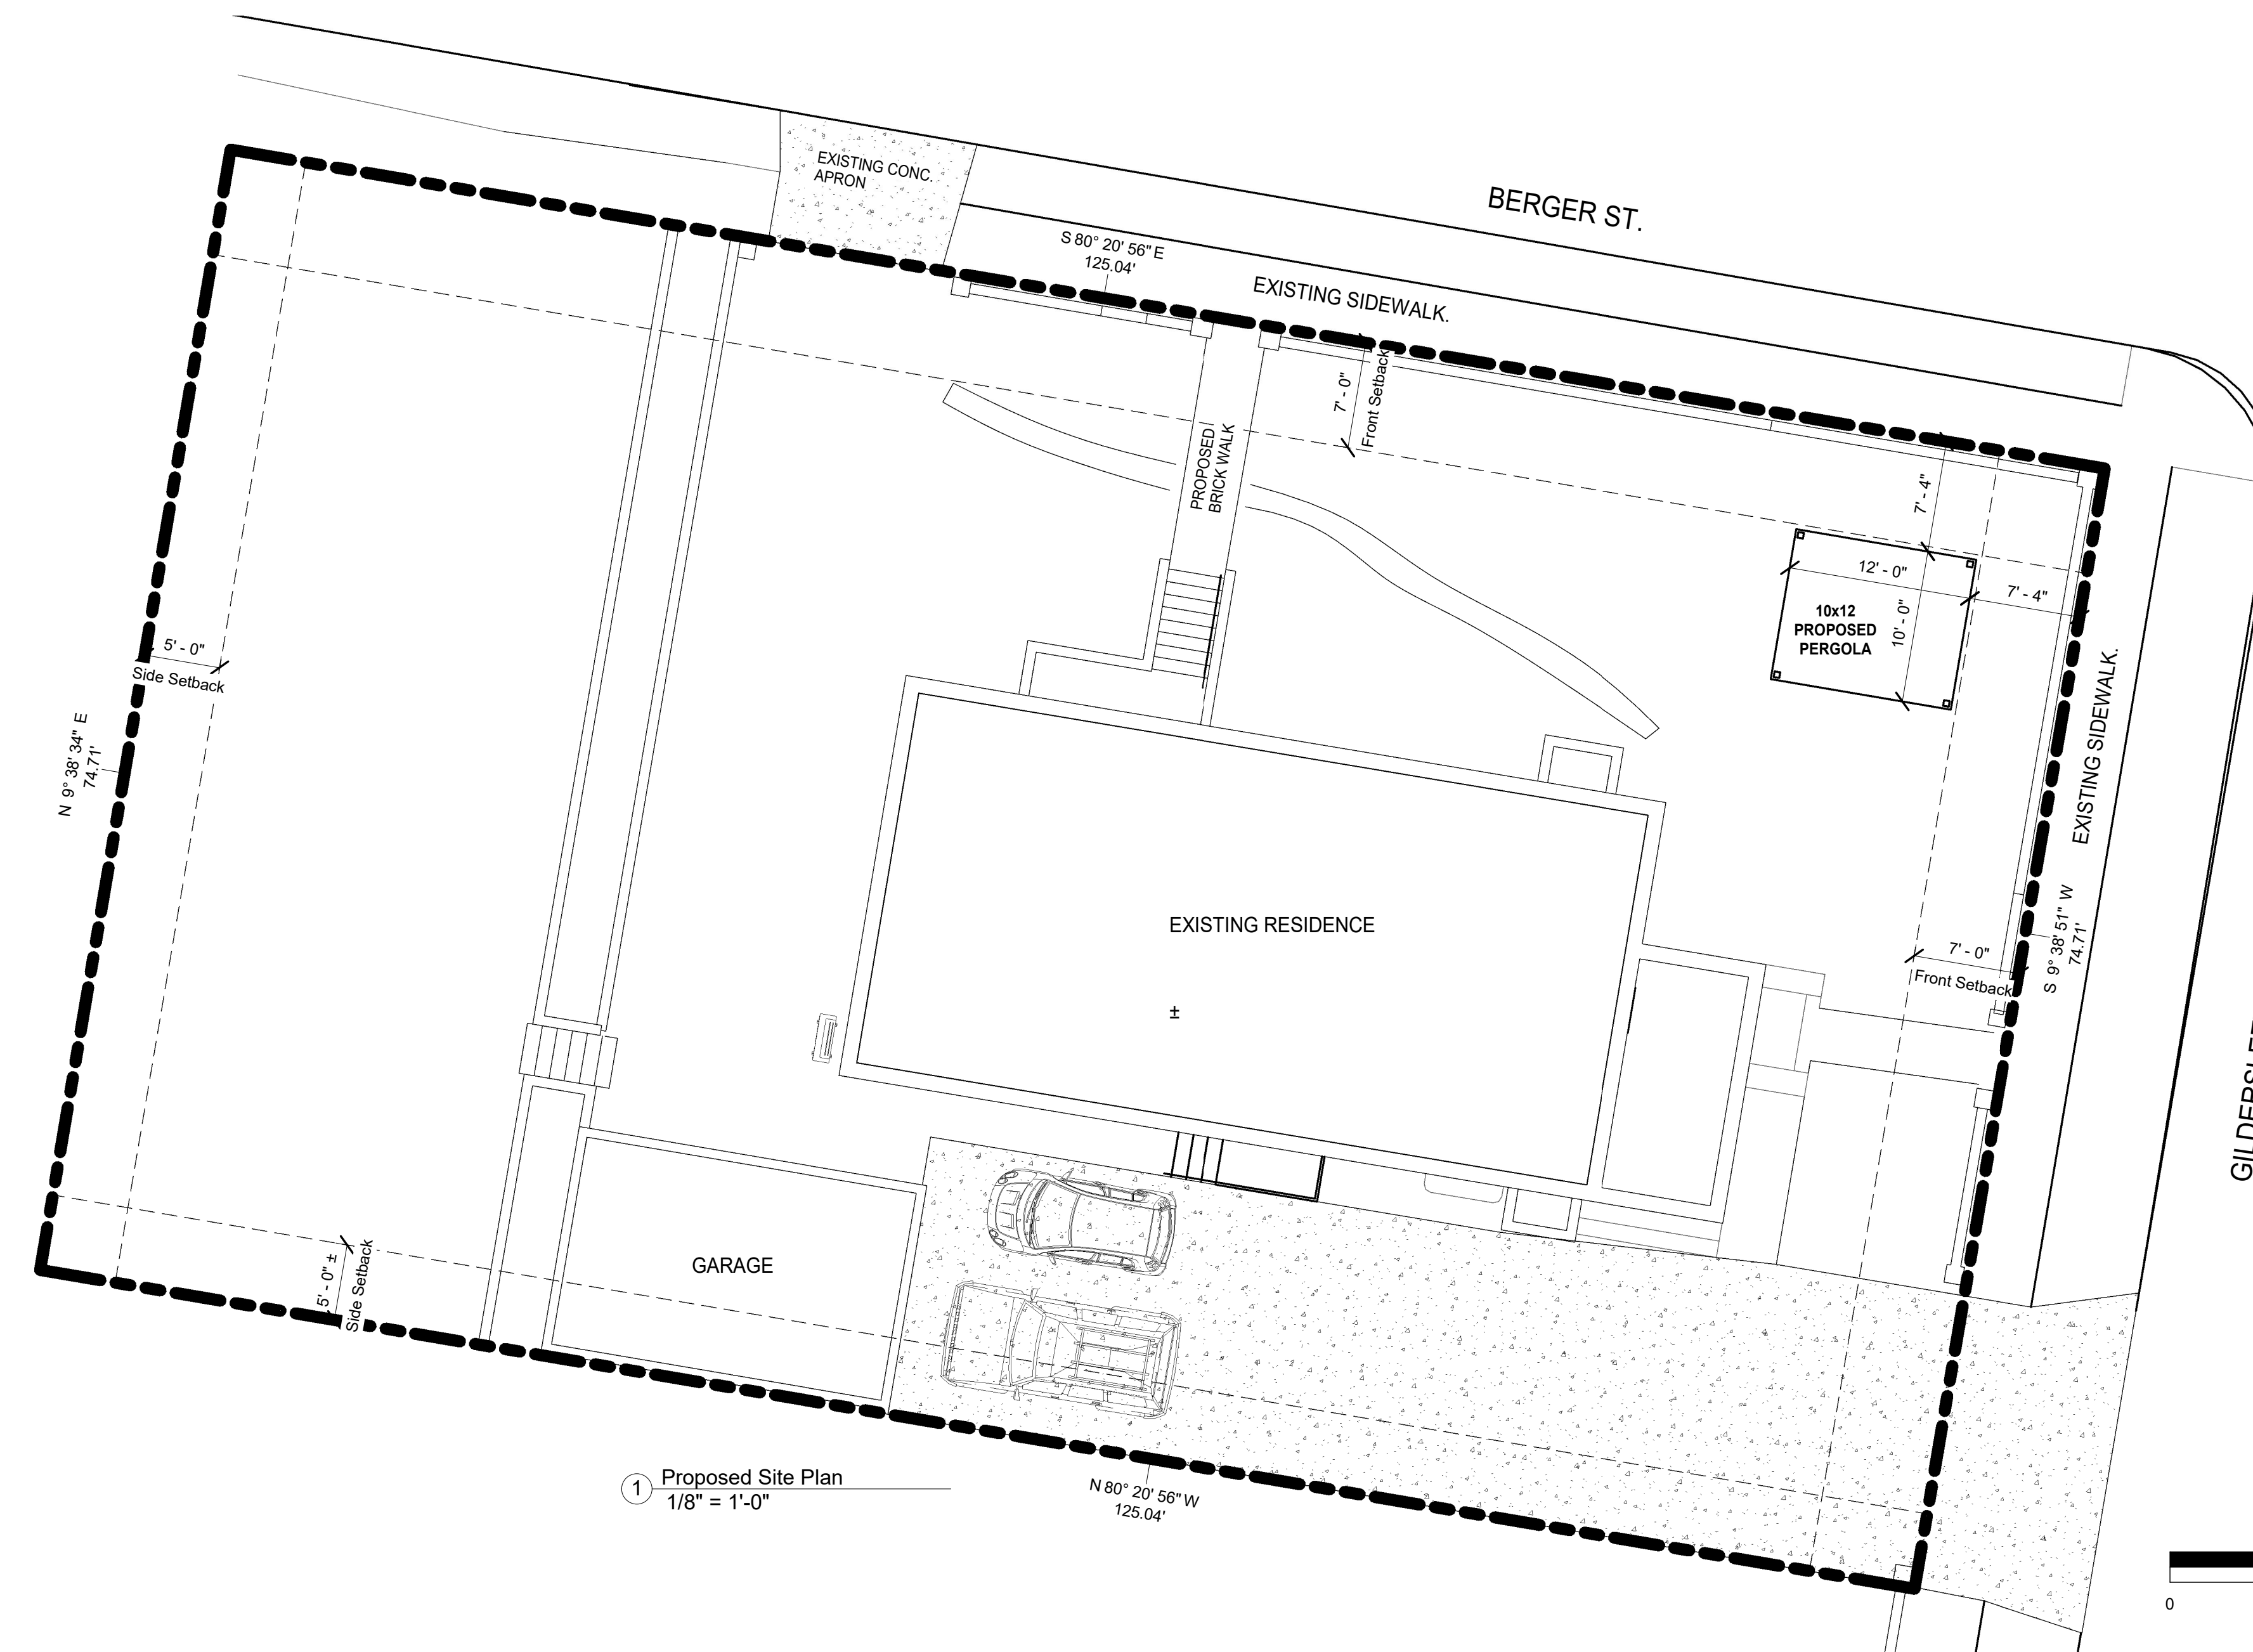 EXISTING CONC.
APRON
BERGER ST.
S 80° 20' 56" E
125.04'
EXISTING SIDEWALK.
7' - 0"
Front Setback
PROPOSED
BRICK WALK
7' - 4"
12' - 0"
7' - 4"
10x12
PROPOSED
PERGOLA
10' - 0"
5' - 0"
Side Setback
EXISTING SIDEWALK.
N 9° 38' 34" E
74.71'
EXISTING RESIDENCE
±
7' - 0"
Front Setback
S 9° 38' 51" W
74.71'
GARAGE
5' - 0" ±
Side Setback
1
Proposed Site Plan
1/8" = 1'-0"
N 80° 20' 56" W
125.04'
0